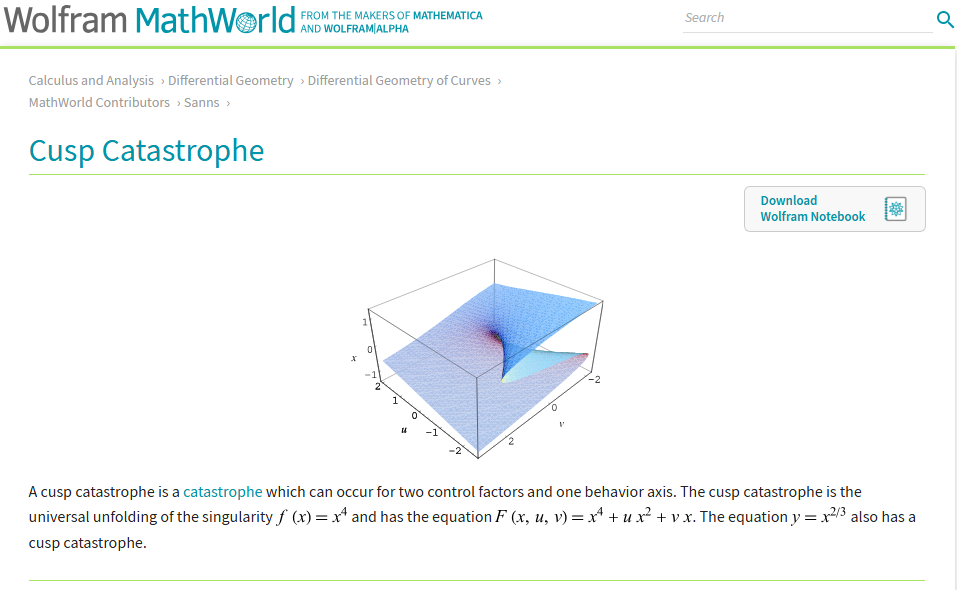 Wolfram MathWorld FROM THE MAKERS OF MATHEMATICA
AND WOLFRAM|ALPHA
Search
Calculus and Analysis › Differential Geometry › Differential Geometry of Curves ›
MathWorld Contributors › Sanns ›
Cusp Catastrophe
Download
Wolfram Notebook
1
0
x
-1
2
1
0
u
-1
-2
2
0
v
-2
A cusp catastrophe is a catastrophe which can occur for two control factors and one behavior axis. The cusp catastrophe is the
universal unfolding of the singularity f (x) = x⁴ and has the equation F (x, u, v) = x⁴ + u x² + v x. The equation y = x^(2/3) also has a
cusp catastrophe.